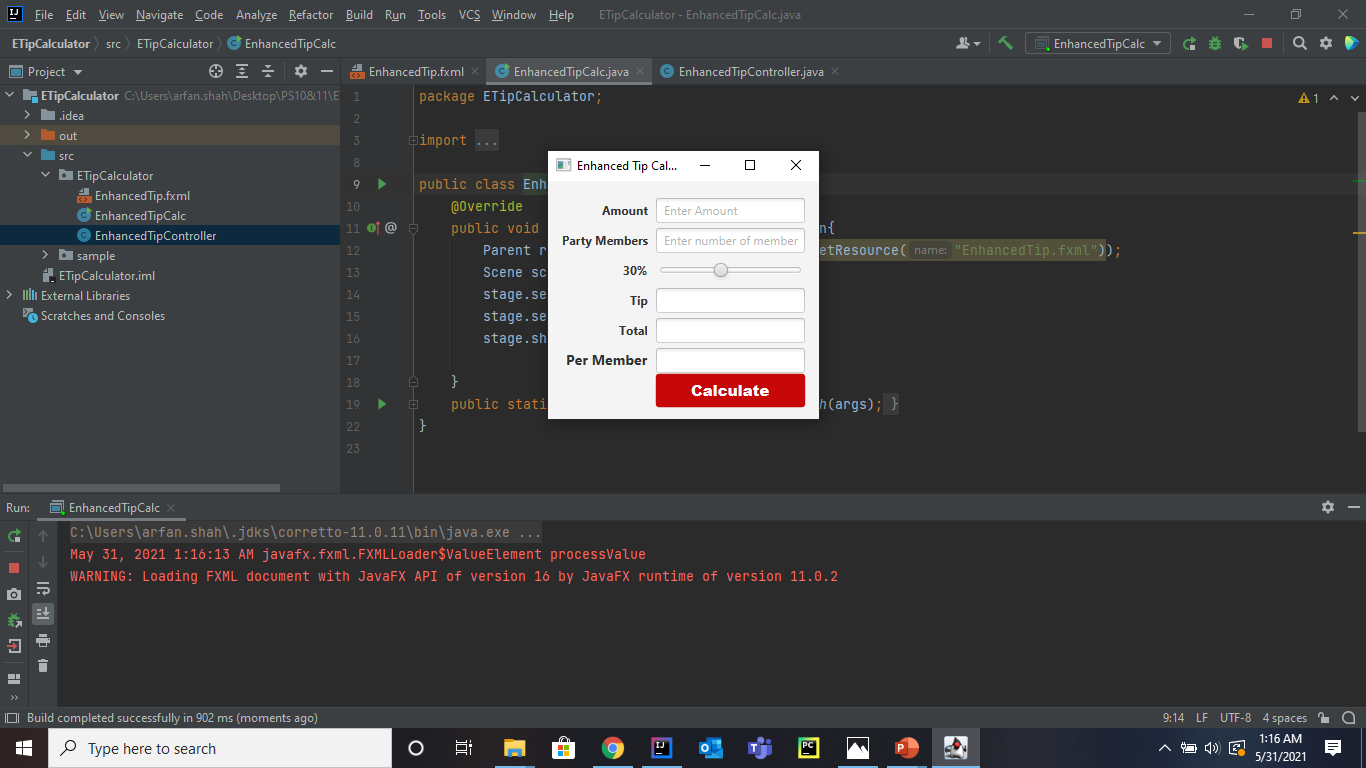 File Edit View Navigate Code Analyze Refactor Build Run Tools VCS Window Help ETipCalculator - EnhancedTipCalc.java
ETipCalculator src ETipCalculator EnhancedTipCalc EnhancedTipCalc
Project EnhancedTip.fxml EnhancedTipCalc.java EnhancedTipController.java
ETipCalculator C:\Users\arfan.shah\Desktop\PS10&11\E
.idea
out
src
ETipCalculator
EnhancedTip.fxml
EnhancedTipCalc
EnhancedTipController
sample
ETipCalculator.iml
External Libraries
Scratches and Consoles
1 package ETipCalculator; 1
2
3 import ...
8
9 public class Enh
10 @Override
11 public void n{
12 Parent r etResource( name: "EnhancedTip.fxml"));
13 Scene sc
14 stage.se
15 stage.se
16 stage.sh
17
18 }
19 public stati h(args); }
22 }
23
Enhanced Tip Cal...
Amount Enter Amount
Party Members Enter number of member
30%
Tip
Total
Per Member
Calculate
Run: EnhancedTipCalc
C:\Users\arfan.shah\.jdks\corretto-11.0.11\bin\java.exe ...
May 31, 2021 1:16:13 AM javafx.fxml.FXMLLoader$ValueElement processValue
WARNING: Loading FXML document with JavaFX API of version 16 by JavaFX runtime of version 11.0.2
Build completed successfully in 902 ms (moments ago) 9:14 LF UTF-8 4 spaces
Type here to search 1:16 AM
5/31/2021